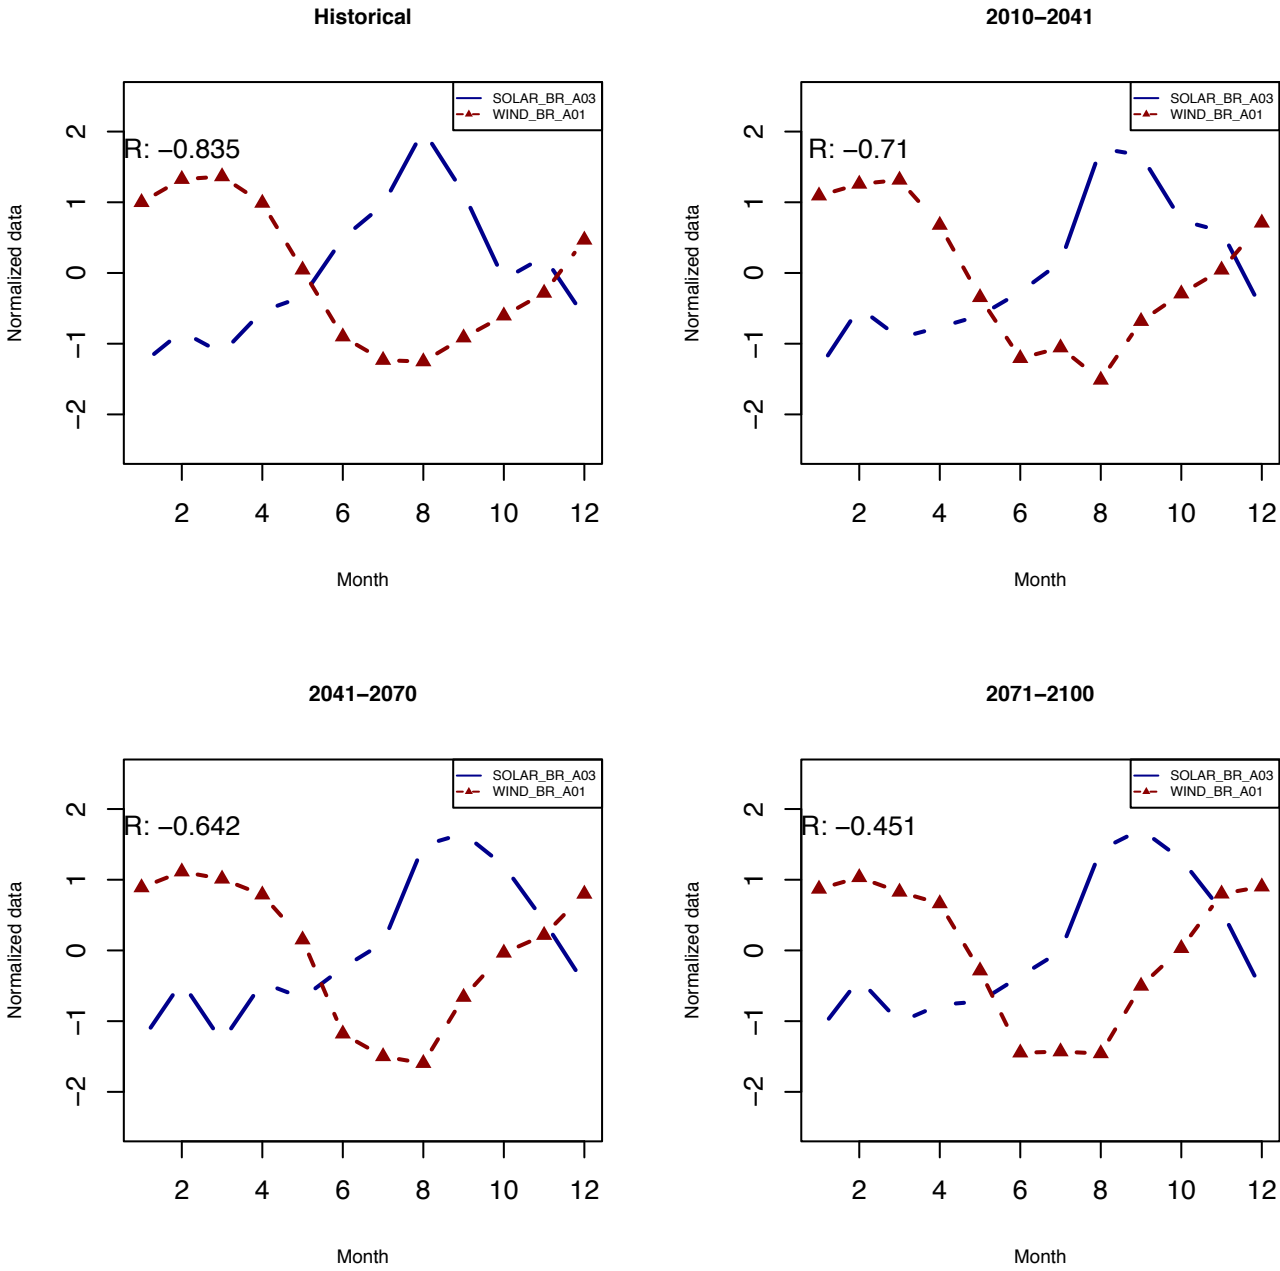 Historical
SOLAR_BR_A03
WIND_BR_A01
R: −0.835
Normalized data
2
1
0
−1
−2
2 4 6 8 10 12
Month
2010−2041
SOLAR_BR_A03
WIND_BR_A01
R: −0.71
Normalized data
2
1
0
−1
−2
2 4 6 8 10 12
Month
2041−2070
SOLAR_BR_A03
WIND_BR_A01
R: −0.642
Normalized data
2
1
0
−1
−2
2 4 6 8 10 12
Month
2071−2100
SOLAR_BR_A03
WIND_BR_A01
R: −0.451
Normalized data
2
1
0
−1
−2
2 4 6 8 10 12
Month